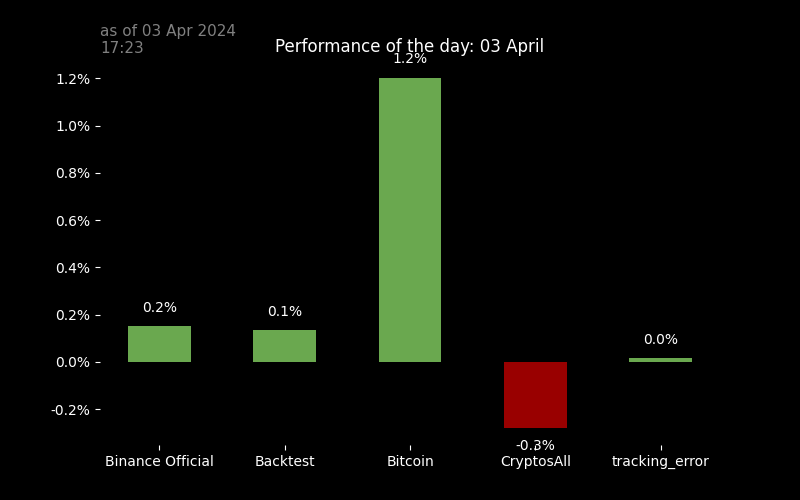 as of 03 Apr 2024
17:23
Performance of the day: 03 April
1.2%
1.2%
1.0%
0.8%
0.6%
0.4%
0.2%
0.2%
0.1%
0.0%
0.0%
-0.2%
-0.3%
Binance Official
Backtest
Bitcoin
CryptosAll
tracking_error